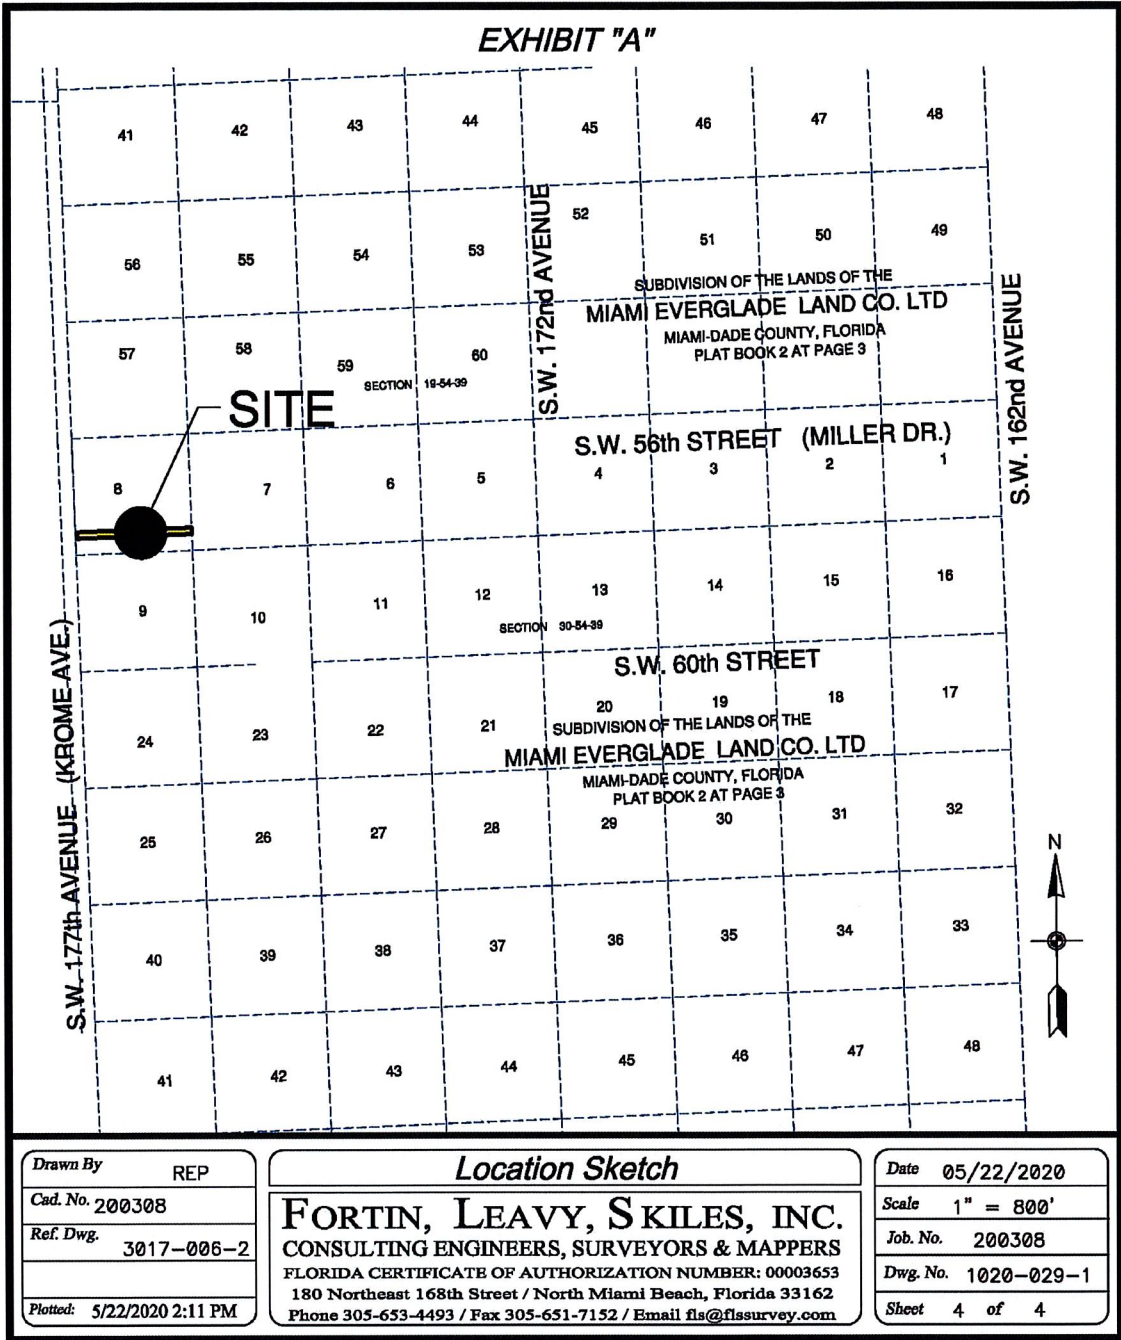 EXHIBIT "A"
41 42 43 44 45 46 47 48
56 55 54 53 52 51 50 49
S.W. 172nd AVENUE
SUBDIVISION OF THE LANDS OF THE
MIAMI EVERGLADE LAND CO. LTD
MIAMI-DADE COUNTY, FLORIDA
PLAT BOOK 2 AT PAGE 3
S.W. 162nd AVENUE
57 58 59 60
SECTION 19-54-39
SITE
S.W. 56th STREET (MILLER DR.)
8 7 6 5 4 3 2 1
9 10 11 12 13 14 15 16
SECTION 30-54-39
S.W. 60th STREET
S.W. 177th AVENUE (KROME AVE.)
24 23 22 21 20 19 18 17
SUBDIVISION OF THE LANDS OF THE
MIAMI EVERGLADE LAND CO. LTD
MIAMI-DADE COUNTY, FLORIDA
PLAT BOOK 2 AT PAGE 3
25 26 27 28 29 30 31 32
N
40 39 38 37 36 35 34 33
41 42 43 44 45 46 47 48
Drawn By REP
Cad. No. 200308
Ref. Dwg.
3017-006-2
Plotted: 5/22/2020 2:11 PM
Location Sketch
FORTIN, LEAVY, SKILES, INC.
CONSULTING ENGINEERS, SURVEYORS & MAPPERS
FLORIDA CERTIFICATE OF AUTHORIZATION NUMBER: 00003653
180 Northeast 168th Street / North Miami Beach, Florida 33162
Phone 305-653-4493 / Fax 305-651-7152 / Email fls@flssurvey.com
Date 05/22/2020
Scale 1" = 800'
Job. No. 200308
Dwg. No. 1020-029-1
Sheet 4 of 4